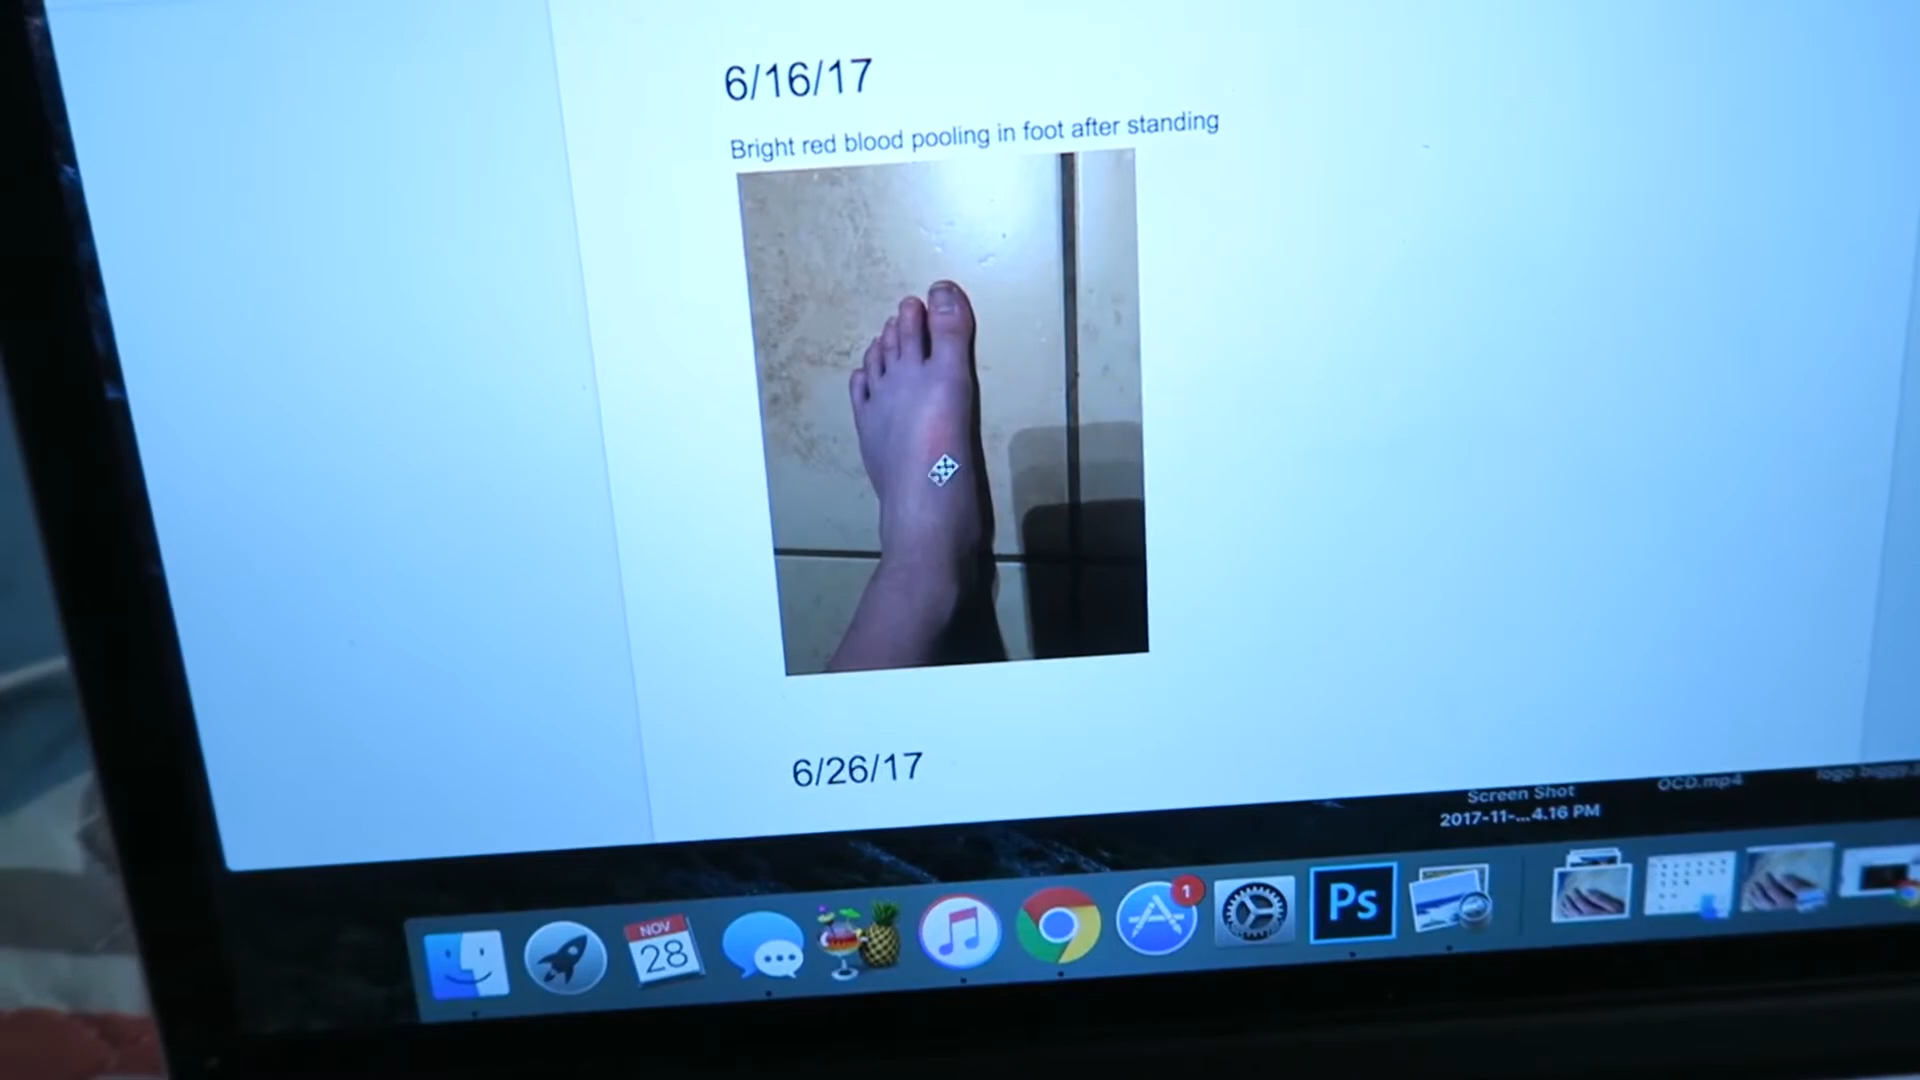 6/16/17
Bright red blood pooling in foot after standing
6/26/17
Screen Shot
2017-11-...4.16 PM
OCD.mp4
NOV
28
1
Ps